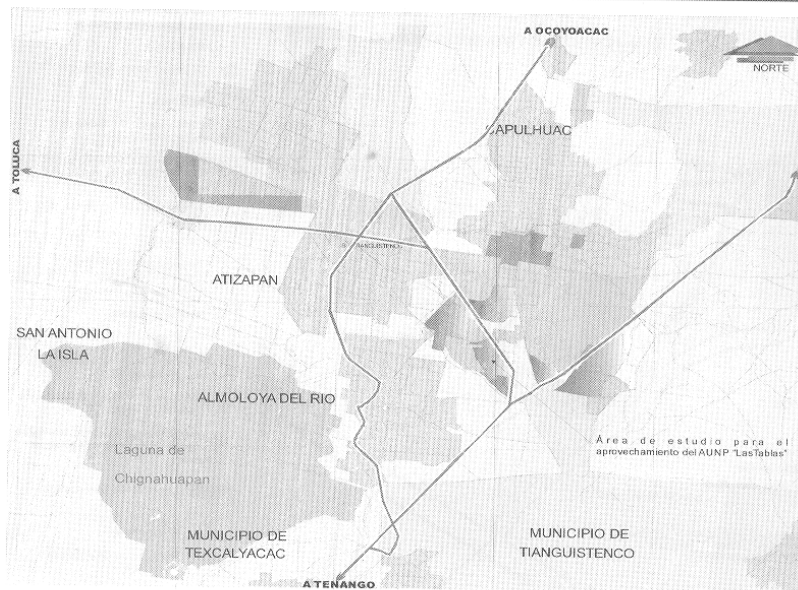 A OCOYOACAC
NORTE
CAPULHUAC
A TOLUCA
TIANGUISTENCO
ATIZAPAN
SAN ANTONIO
LA ISLA
ALMOLOYA DEL RIO
Área de estudio para el
aprovechamiento del AUNP "LasTablas"
Laguna de
Chignahuapan
MUNICIPIO DE
TEXCALYACAC
MUNICIPIO DE
TIANGUISTENCO
A TENANGO